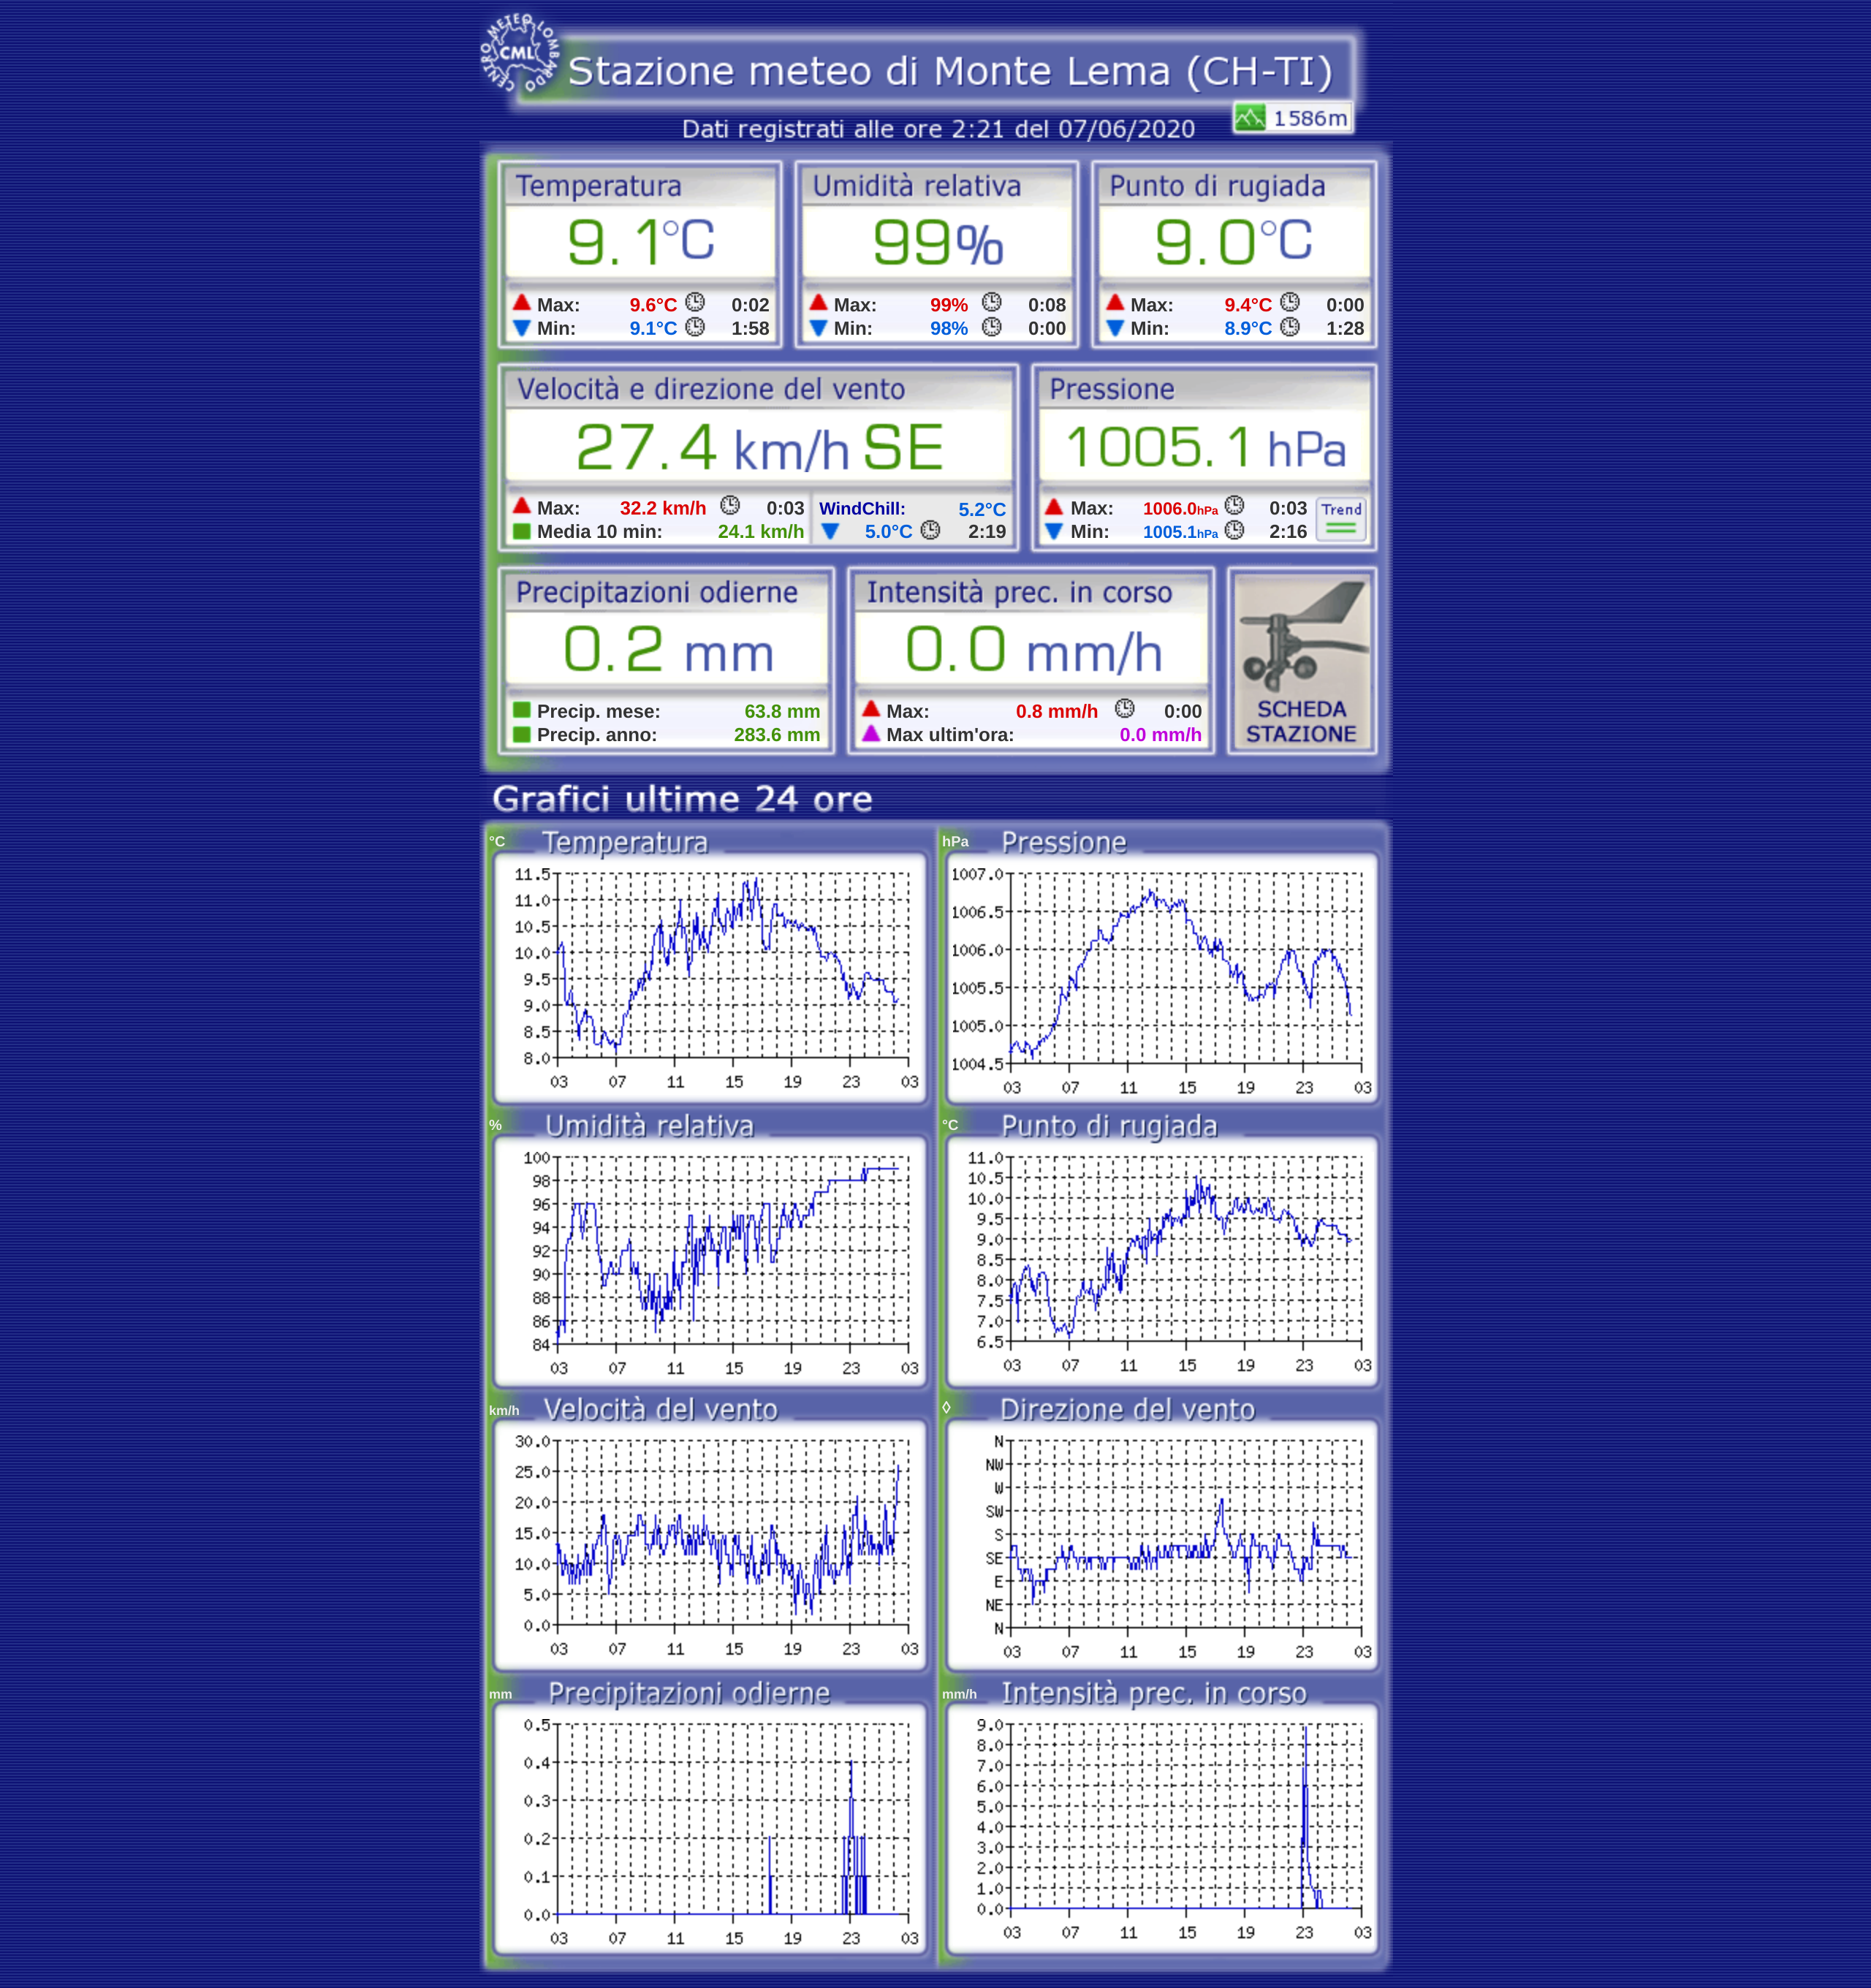 CENTRO METEO LOMBARDO
CML
Stazione meteo di Monte Lema (CH-TI)
1586m
Dati registrati alle ore 2:21 del 07/06/2020
Temperatura
9.1°C
Max: 9.6°C 0:02
Min: 9.1°C 1:58
Umidità relativa
99%
Max: 99% 0:08
Min: 98% 0:00
Punto di rugiada
9.0°C
Max: 9.4°C 0:00
Min: 8.9°C 1:28
Velocità e direzione del vento
27.4 km/h SE
Max: 32.2 km/h 0:03
Media 10 min: 24.1 km/h
WindChill: 5.2°C
5.0°C 2:19
Pressione
1005.1 hPa
Max: 1006.0hPa 0:03
Min: 1005.1hPa 2:16
Trend
Precipitazioni odierne
0.2 mm
Precip. mese: 63.8 mm
Precip. anno: 283.6 mm
Intensità prec. in corso
0.0 mm/h
Max: 0.8 mm/h 0:00
Max ultim'ora: 0.0 mm/h
SCHEDA
STAZIONE
Grafici ultime 24 ore
°C Temperatura
11.5
11.0
10.5
10.0
9.5
9.0
8.5
8.0
03 07 11 15 19 23 03
hPa Pressione
1007.0
1006.5
1006.0
1005.5
1005.0
1004.5
03 07 11 15 19 23 03
% Umidità relativa
100
98
96
94
92
90
88
86
84
03 07 11 15 19 23 03
°C Punto di rugiada
11.0
10.5
10.0
9.5
9.0
8.5
8.0
7.5
7.0
6.5
03 07 11 15 19 23 03
km/h Velocità del vento
30.0
25.0
20.0
15.0
10.0
5.0
0.0
03 07 11 15 19 23 03
◊ Direzione del vento
N
NW
W
SW
S
SE
E
NE
N
03 07 11 15 19 23 03
mm Precipitazioni odierne
0.5
0.4
0.3
0.2
0.1
0.0
03 07 11 15 19 23 03
mm/h Intensità prec. in corso
9.0
8.0
7.0
6.0
5.0
4.0
3.0
2.0
1.0
0.0
03 07 11 15 19 23 03